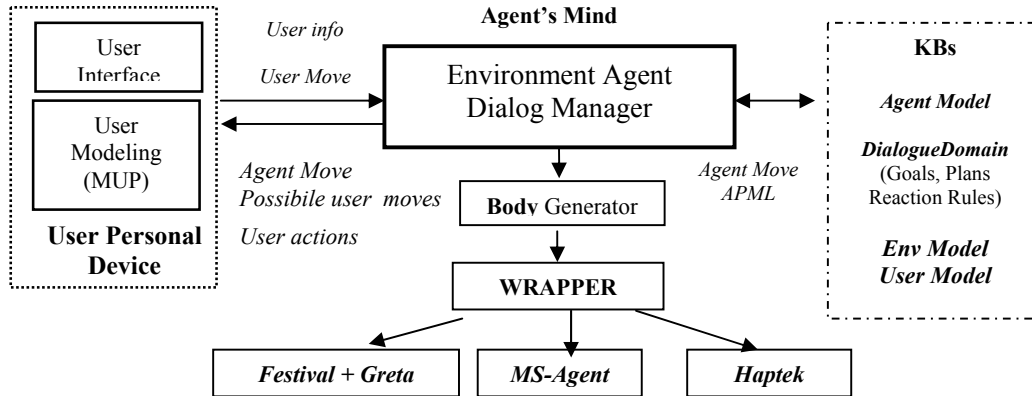 Agent's Mind
User
Interface
User
Modeling
(MUP)
User Personal
Device
User info
User Move
Agent Move
Possibile user moves
User actions
Environment Agent
Dialog Manager
Agent Move
APML
Body Generator
WRAPPER
Festival + Greta
MS-Agent
Haptek
KBs
Agent Model
DialogueDomain
(Goals, Plans
Reaction Rules)
Env Model
User Model